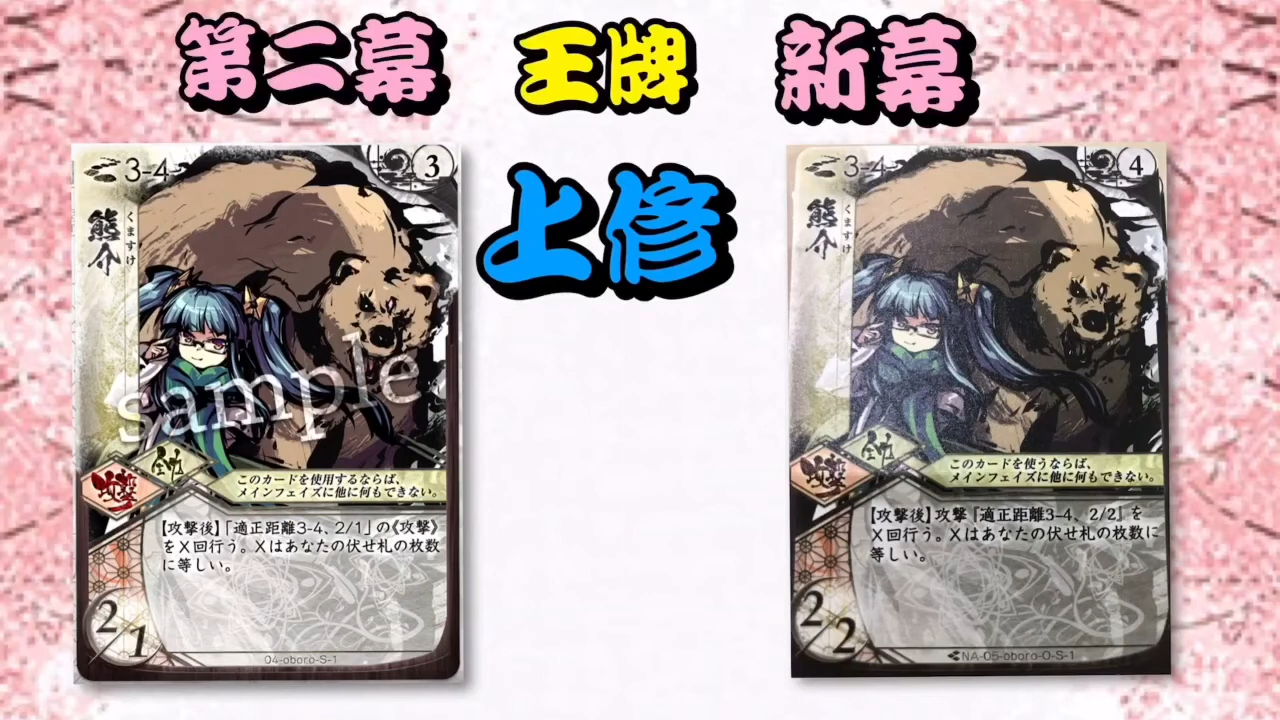 第二幕 王牌 新幕
上修
3-4
3
熊介
くますけ
sample
全力
攻撃
このカードを使用するならば、
メインフェイズに他に何もできない。
【攻撃後】「適正距離3-4、2/1」の《攻撃》
をX回行う。Xはあなたの伏せ札の枚数
に等しい。
2/1
04-oboro-S-1
3-4
4
熊介
くますけ
全力
攻撃
このカードを使うならば、
メインフェイズに他に何もできない。
【攻撃後】攻撃『適正距離3-4、2/2』を
X回行う。Xはあなたの伏せ札の枚数に
等しい。
2/2
NA-05-oboro-O-S-1